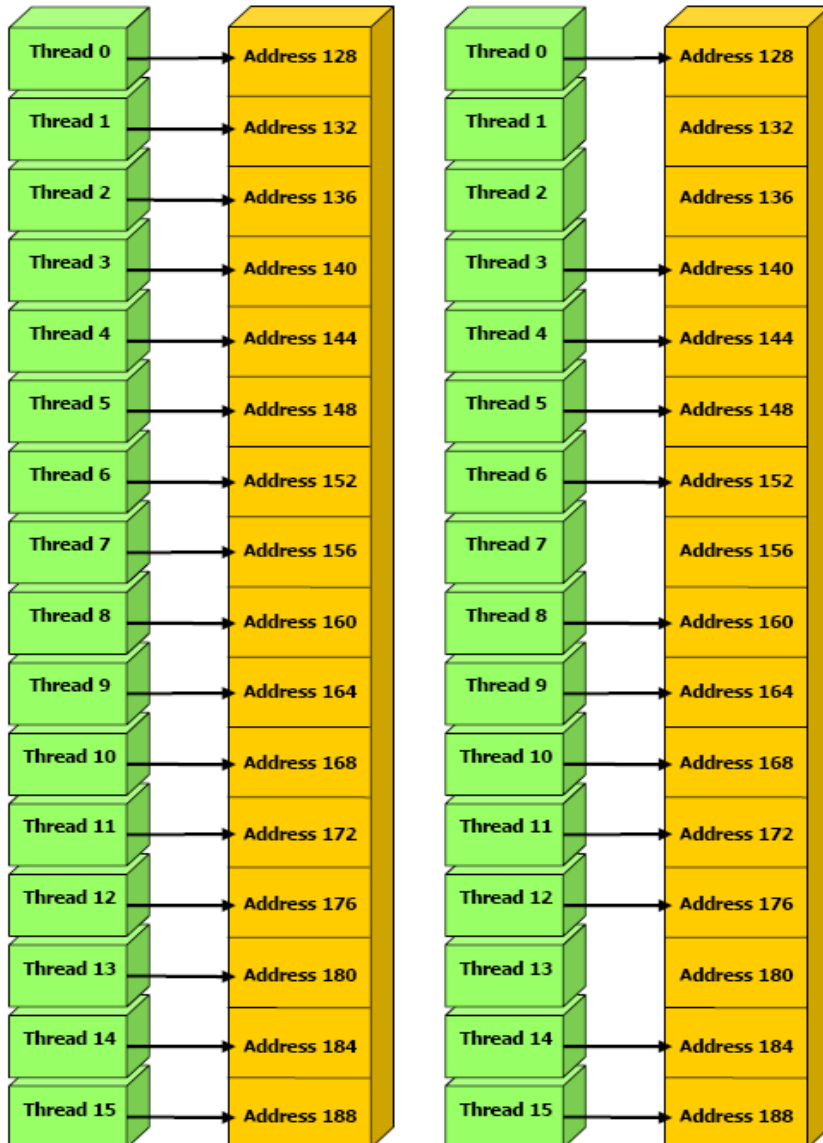 Thread 0 Address 128 Thread 0 Address 128
Thread 1 Address 132 Thread 1 Address 132
Thread 2 Address 136 Thread 2 Address 136
Thread 3 Address 140 Thread 3 Address 140
Thread 4 Address 144 Thread 4 Address 144
Thread 5 Address 148 Thread 5 Address 148
Thread 6 Address 152 Thread 6 Address 152
Thread 7 Address 156 Thread 7 Address 156
Thread 8 Address 160 Thread 8 Address 160
Thread 9 Address 164 Thread 9 Address 164
Thread 10 Address 168 Thread 10 Address 168
Thread 11 Address 172 Thread 11 Address 172
Thread 12 Address 176 Thread 12 Address 176
Thread 13 Address 180 Thread 13 Address 180
Thread 14 Address 184 Thread 14 Address 184
Thread 15 Address 188 Thread 15 Address 188